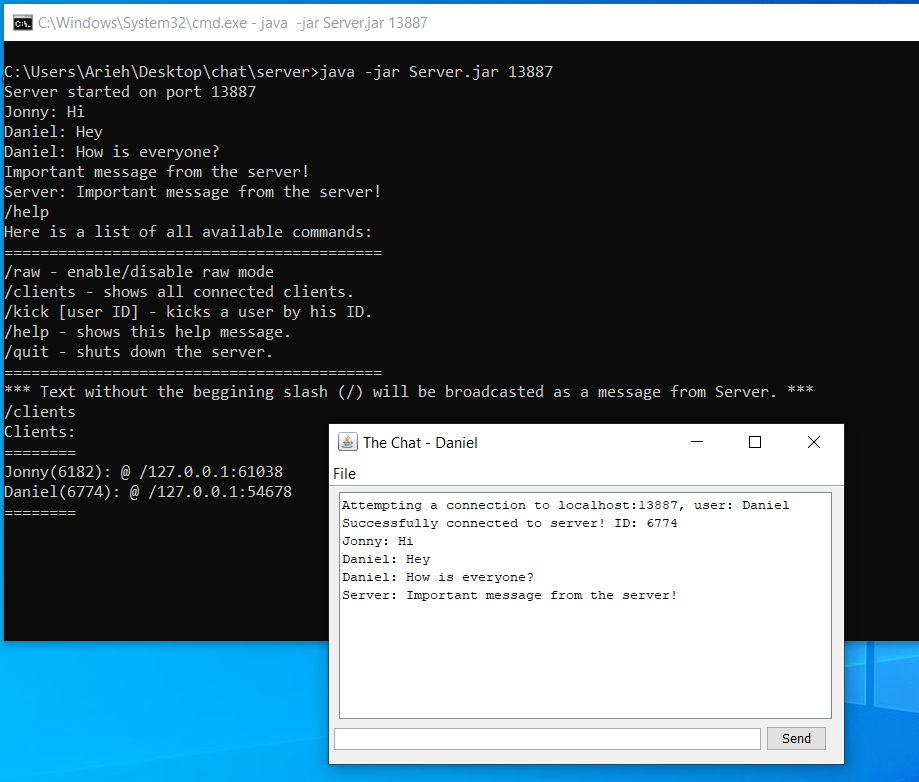 C:\Windows\System32\cmd.exe - java  -jar Server.jar 13887
C:\Users\Arieh\Desktop\chat\server>java -jar Server.jar 13887
Server started on port 13887
Jonny: Hi
Daniel: Hey
Daniel: How is everyone?
Important message from the server!
Server: Important message from the server!
/help
Here is a list of all available commands:
==========================================
/raw - enable/disable raw mode
/clients - shows all connected clients.
/kick [user ID] - kicks a user by his ID.
/help - shows this help message.
/quit - shuts down the server.
==========================================
*** Text without the beggining slash (/) will be broadcasted as a message from Server. ***
/clients
Clients:
========
Jonny(6182): @ /127.0.0.1:61038
Daniel(6774): @ /127.0.0.1:54678
========
The Chat - Daniel
File
Attempting a connection to localhost:13887, user: Daniel
Successfully connected to server! ID: 6774
Jonny: Hi
Daniel: Hey
Daniel: How is everyone?
Server: Important message from the server!
Send